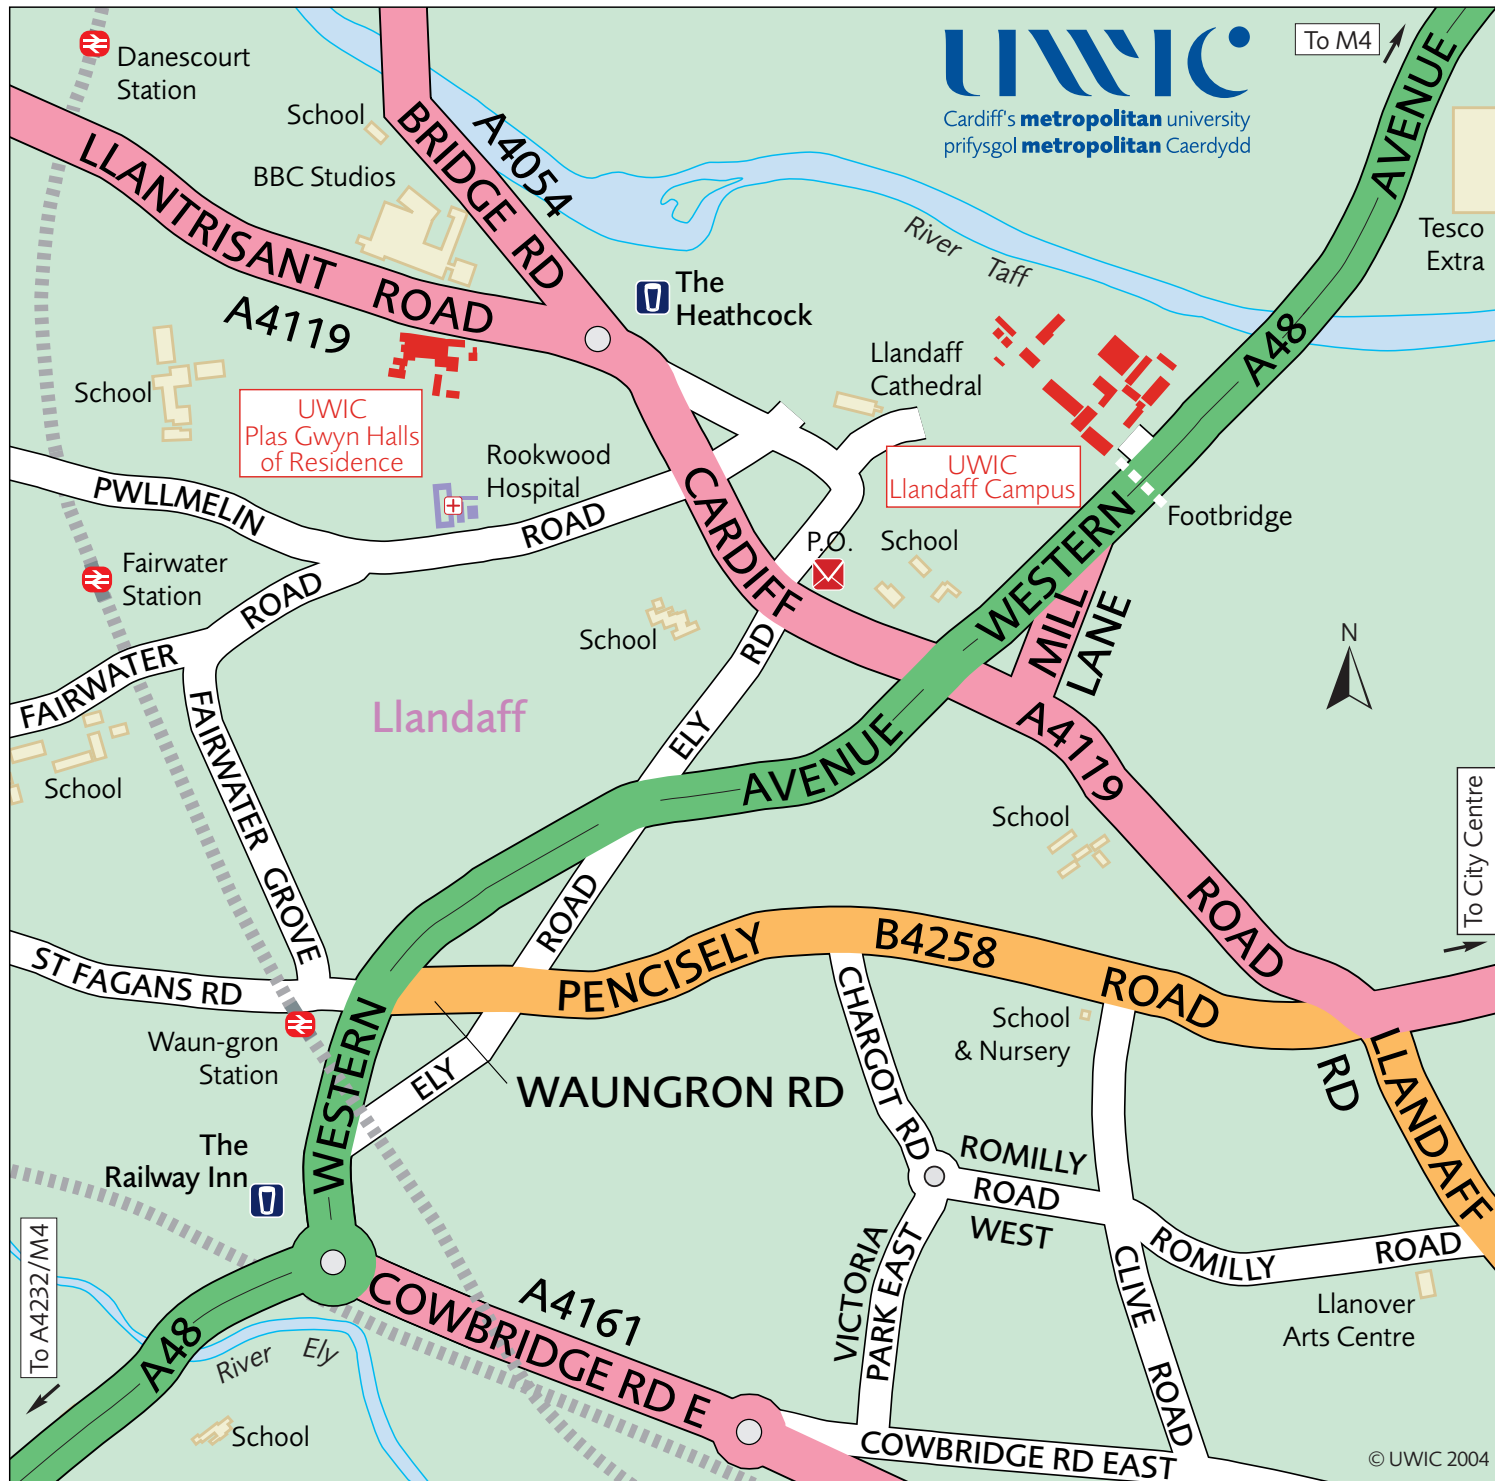 Danescourt
Station
School
BBC Studios
BRIDGE RD
A4054
UWIC
Cardiff's metropolitan university
prifysgol metropolitan Caerdydd
To M4
AVENUE
Tesco
Extra
LLANTRISANT ROAD
A4119
The
Heathcock
River Taff
A48
Llandaff
Cathedral
School
UWIC
Plas Gwyn Halls
of Residence
Rookwood
Hospital
UWIC
Llandaff Campus
Footbridge
PWLLMELIN
ROAD
CARDIFF
P.O.
School
WESTERN
Fairwater
Station
ROAD
FAIRWATER
School
RD
MILL
LANE
N
Llandaff
FAIRWATER GROVE
ELY
AVENUE
A4119
School
School
To City Centre
ROAD
ROAD
ST FAGANS RD
PENCISELY
B4258
ROAD
WESTERN
Waun-gron
Station
ELY
WAUNGRON RD
CHARGOT RD
School
& Nursery
RD
LLANDAFF
The
Railway Inn
ROMILLY
ROAD
WEST
VICTORIA
PARK EAST
CLIVE ROAD
ROMILLY ROAD
Llanover
Arts Centre
To A4232/M4
A48
River Ely
A4161
COWBRIDGE RD E
School
COWBRIDGE RD EAST
© UWIC 2004